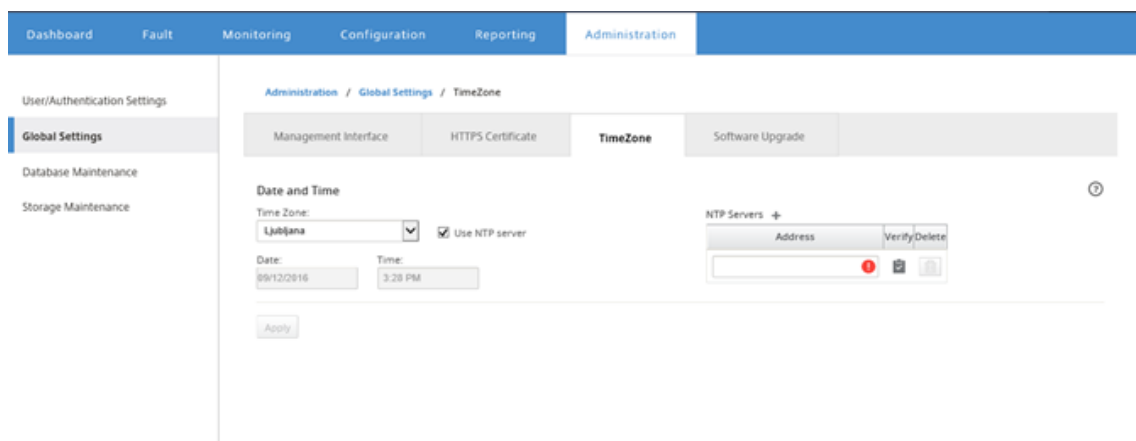 Dashboard Fault Monitoring Configuration Reporting Administration
User/Authentication Settings
Global Settings
Database Maintenance
Storage Maintenance
Administration / Global Settings / TimeZone
Management Interface HTTPS Certificate TimeZone Software Upgrade
Date and Time
Time Zone:
Ljubljana
Use NTP server
Date: Time:
09/12/2016 3:28 PM
NTP Servers +
Address Verify Delete
Apply